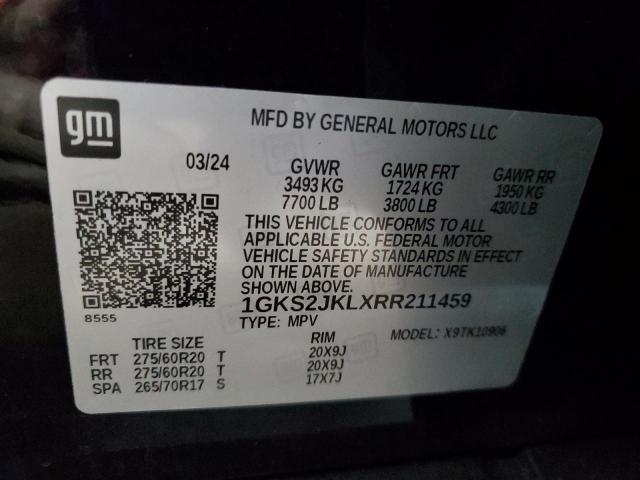 gm
MFD BY GENERAL MOTORS LLC
03/24 GVWR GAWR FRT GAWR RR
3493 KG 1724 KG 1950 KG
7700 LB 3800 LB 4300 LB
THIS VEHICLE CONFORMS TO ALL
APPLICABLE U.S. FEDERAL MOTOR
VEHICLE SAFETY STANDARDS IN EFFECT
ON THE DATE OF MANUFACTURE
SHOWN ABOVE.
1GKS2JKLXRR211459
8555
TYPE: MPV MODEL: X9TK10906
TIRE SIZE RIM
FRT 275/60R20 T 20X9J
RR 275/60R20 T 20X9J
SPA 265/70R17 S 17X7J